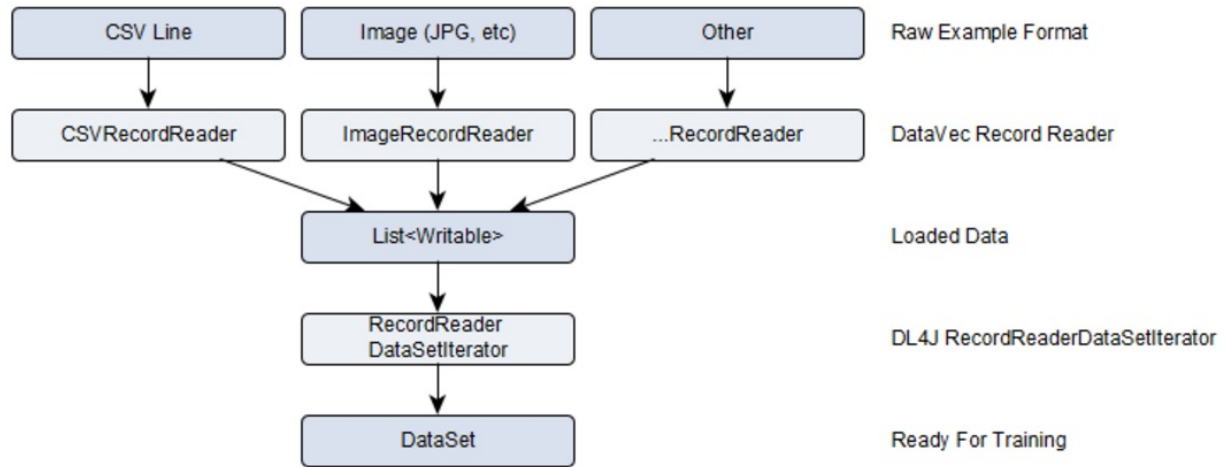 CSV Line
Image (JPG, etc)
Other
Raw Example Format
CSVRecordReader
ImageRecordReader
...RecordReader
DataVec Record Reader
List<Writable>
Loaded Data
RecordReader
DataSetIterator
DL4J RecordReaderDataSetIterator
DataSet
Ready For Training